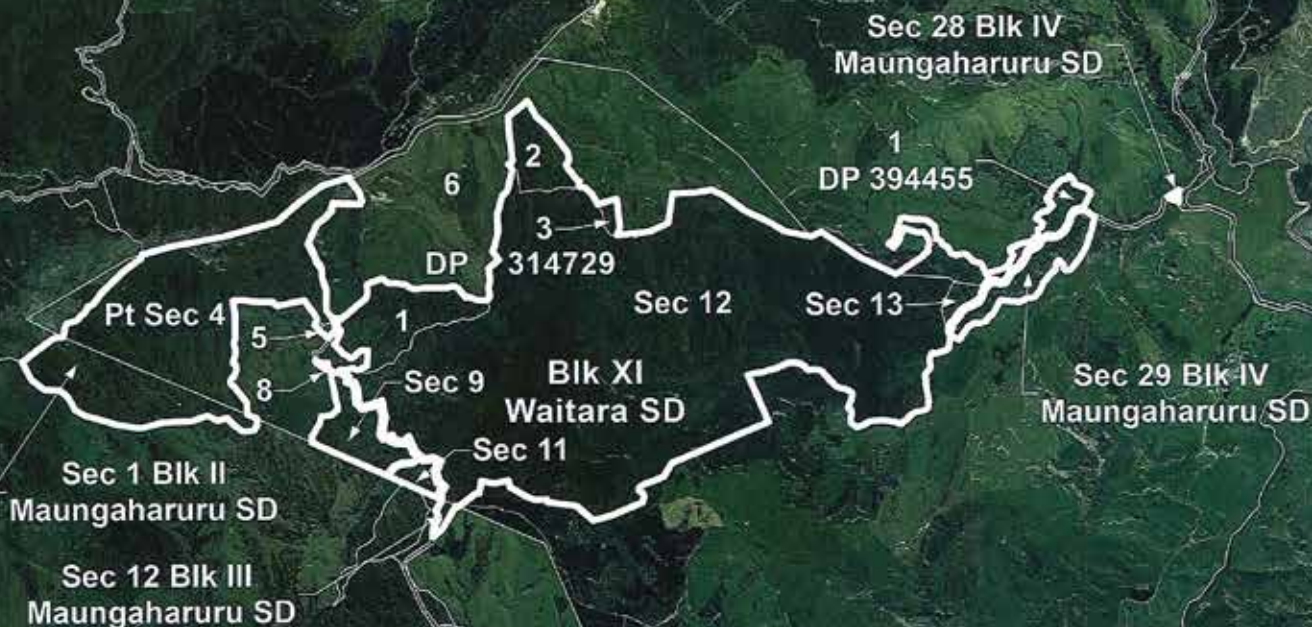 Sec 28 Blk IV
Maungaharuru SD
1
DP 394455
2
6
3
DP 314729
Sec 12
Sec 13
Pt Sec 4
5
1
8
Sec 9
Blk XI
Waitara SD
Sec 29 Blk IV
Maungaharuru SD
Sec 11
Sec 1 Blk II
Maungaharuru SD
Sec 12 Blk III
Maungaharuru SD